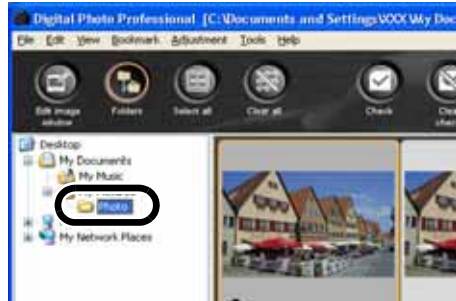 Digital Photo Professional [C:\Documents and Settings\XXX\My Doc
File Edit View Bookmark Adjustment Tools Help
Edit image window
Folders
Select all
Clear all
Check
Clear
Desktop
My Documents
My Music
Photo
My Network Places